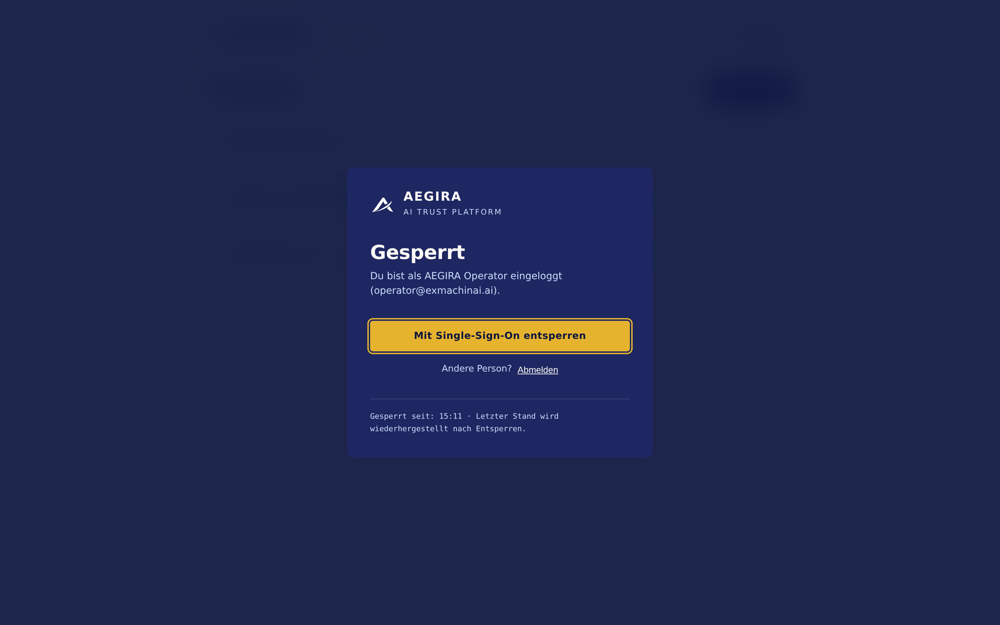 AEGIRA
AI TRUST PLATFORM
Gesperrt
Du bist als AEGIRA Operator eingeloggt
(operator@exmachinai.ai).
Mit Single-Sign-On entsperren
Andere Person? Abmelden
Gesperrt seit: 15:11 · Letzter Stand wird
wiederhergestellt nach Entsperren.